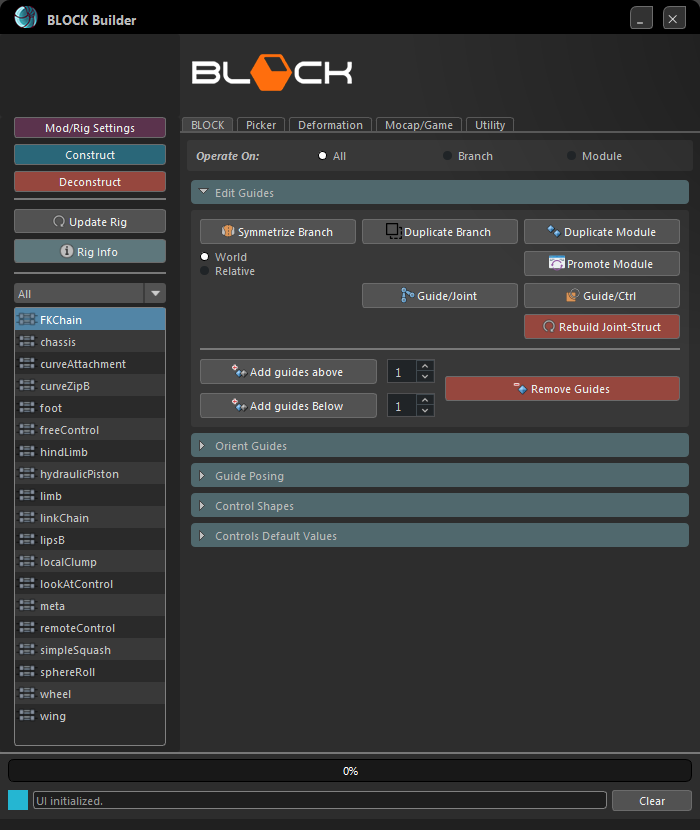 BLOCK Builder
BLOCK
Mod/Rig Settings
Construct
Deconstruct
Update Rig
Rig Info
All
FKChain
chassis
curveAttachment
curveZipB
foot
freeControl
hindLimb
hydraulicPiston
limb
linkChain
lipsB
localClump
lookAtControl
meta
remoteControl
simpleSquash
sphereRoll
wheel
wing
BLOCK Picker Deformation Mocap/Game Utility
Operate On: All Branch Module
Edit Guides
Symmetrize Branch Duplicate Branch Duplicate Module
World
Relative
Promote Module
Guide/Joint Guide/Ctrl
Rebuild Joint-Struct
Add guides above 1
Remove Guides
Add guides Below 1
Orient Guides
Guide Posing
Control Shapes
Controls Default Values
0%
UI initialized. Clear